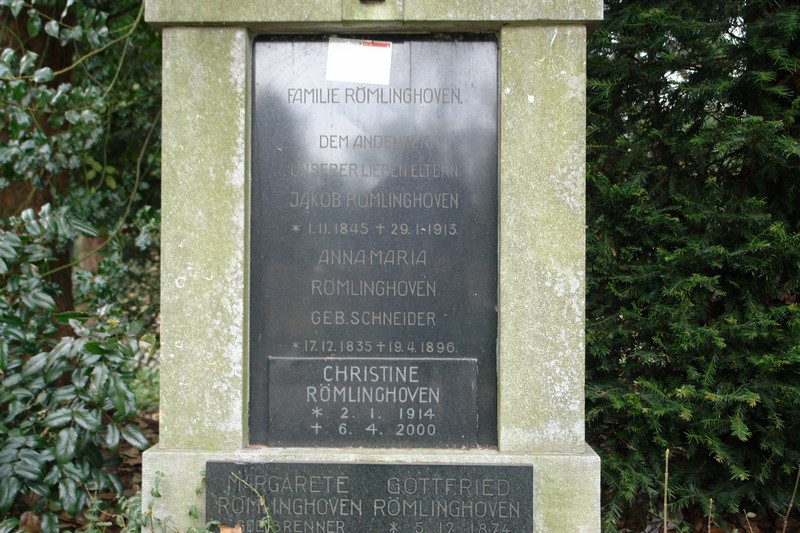 FAMILIE RÖMLINGHOVEN.
DEM ANDENKEN
UNSERER LIEBEN ELTERN:
JAKOB RÖMLINGHOVEN
* 1.11.1845 + 29.1.1913.
ANNA MARIA
RÖMLINGHOVEN
GEB. SCHNEIDER
* 17.12.1835 + 19.4.1896.
CHRISTINE
RÖMLINGHOVEN
* 2. 1. 1914
+ 6. 4. 2000
MARGARETE GOTTFRIED
RÖMLINGHOVEN RÖMLINGHOVEN
GEB. BRENNER * 5.12.1874